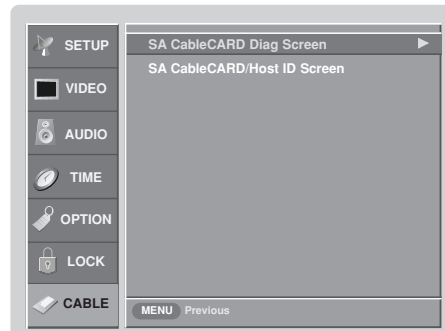 SETUP
VIDEO
AUDIO
TIME
OPTION
LOCK
CABLE
SA CableCARD Diag Screen
SA CableCARD/Host ID Screen
MENU Previous